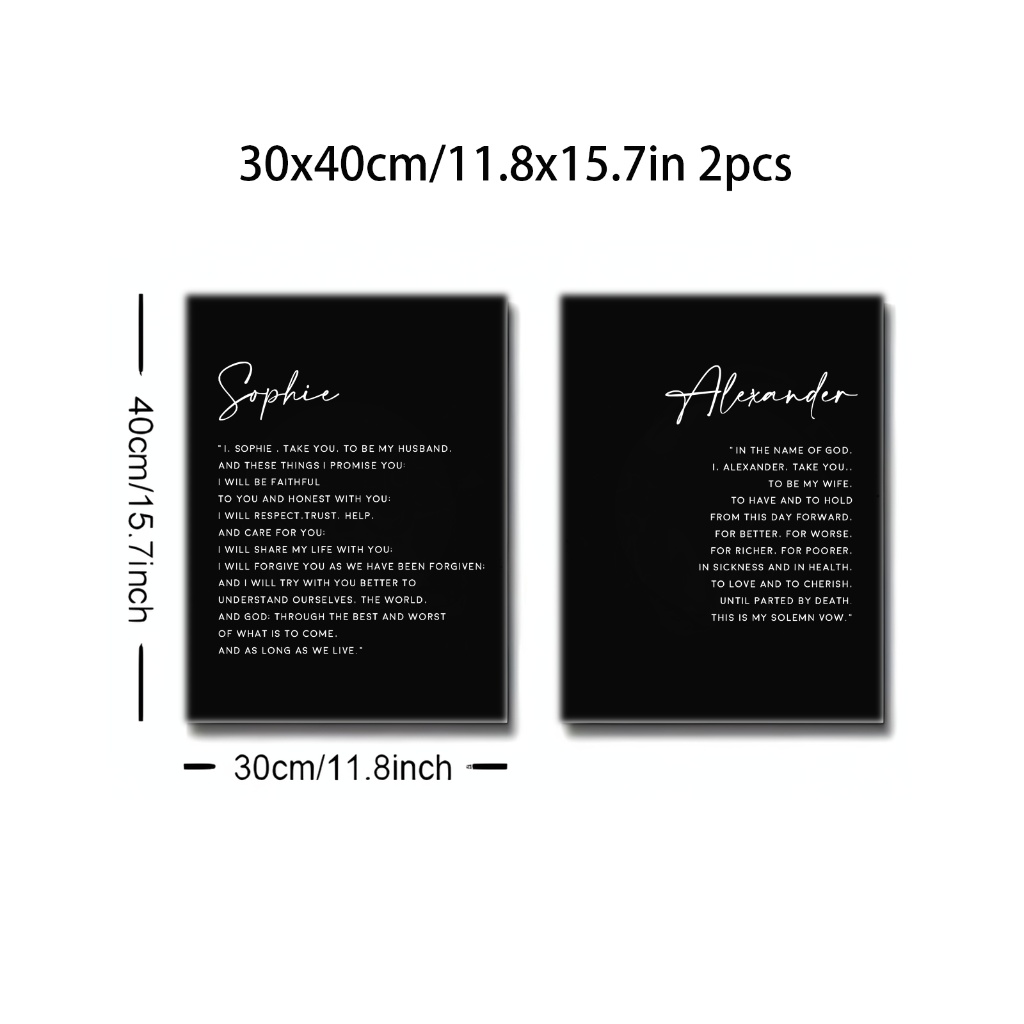 30x40cm/11.8x15.7in 2pcs
40cm/15.7inch
Sophie
"I, SOPHIE , TAKE YOU, TO BE MY HUSBAND,
AND THESE THINGS I PROMISE YOU:
I WILL BE FAITHFUL
TO YOU AND HONEST WITH YOU;
I WILL RESPECT,TRUST, HELP,
AND CARE FOR YOU;
I WILL SHARE MY LIFE WITH YOU;
I WILL FORGIVE YOU AS WE HAVE BEEN FORGIVEN;
AND I WILL TRY WITH YOU BETTER TO
UNDERSTAND OURSELVES, THE WORLD,
AND GOD; THROUGH THE BEST AND WORST
OF WHAT IS TO COME,
AND AS LONG AS WE LIVE."
Alexander
"IN THE NAME OF GOD,
I, ALEXANDER, TAKE YOU,.
TO BE MY WIFE,
TO HAVE AND TO HOLD
FROM THIS DAY FORWARD,
FOR BETTER, FOR WORSE,
FOR RICHER, FOR POORER,
IN SICKNESS AND IN HEALTH,
TO LOVE AND TO CHERISH,
UNTIL PARTED BY DEATH.
THIS IS MY SOLEMN VOW."
30cm/11.8inch